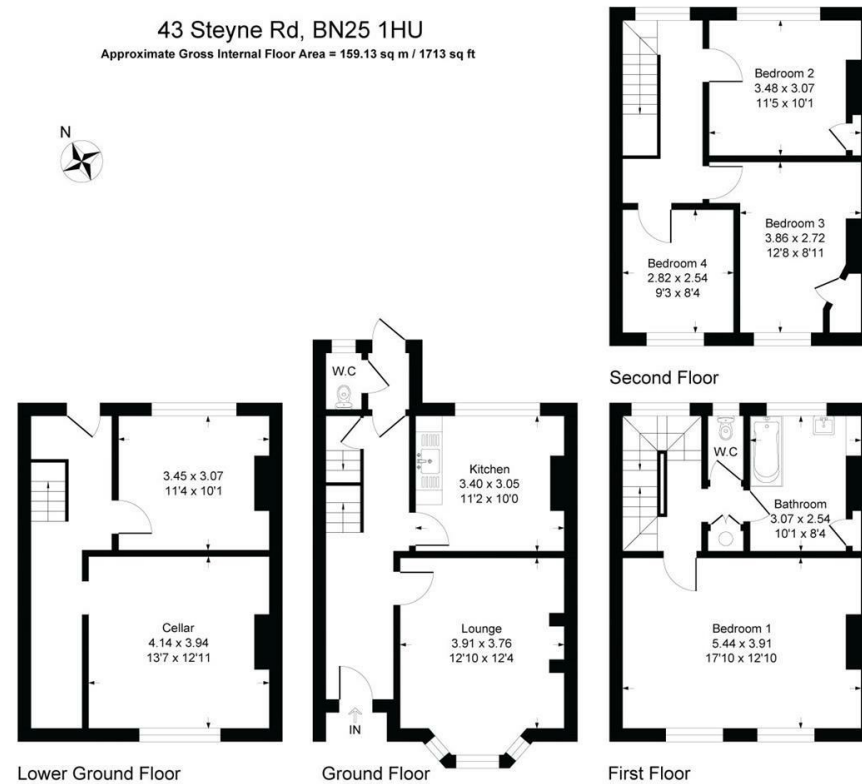 43 Steyne Rd, BN25 1HU
Approximate Gross Internal Floor Area = 159.13 sq m / 1713 sq ft
N
Bedroom 2
3.48 x 3.07
11'5 x 10'1
Bedroom 3
3.86 x 2.72
12'8 x 8'11
Bedroom 4
2.82 x 2.54
9'3 x 8'4
Second Floor
3.45 x 3.07
11'4 x 10'1
Cellar
4.14 x 3.94
13'7 x 12'11
Lower Ground Floor
W.C
Kitchen
3.40 x 3.05
11'2 x 10'0
Lounge
3.91 x 3.76
12'10 x 12'4
IN
Ground Floor
W.C
Bathroom
3.07 x 2.54
10'1 x 8'4
Bedroom 1
5.44 x 3.91
17'10 x 12'10
First Floor